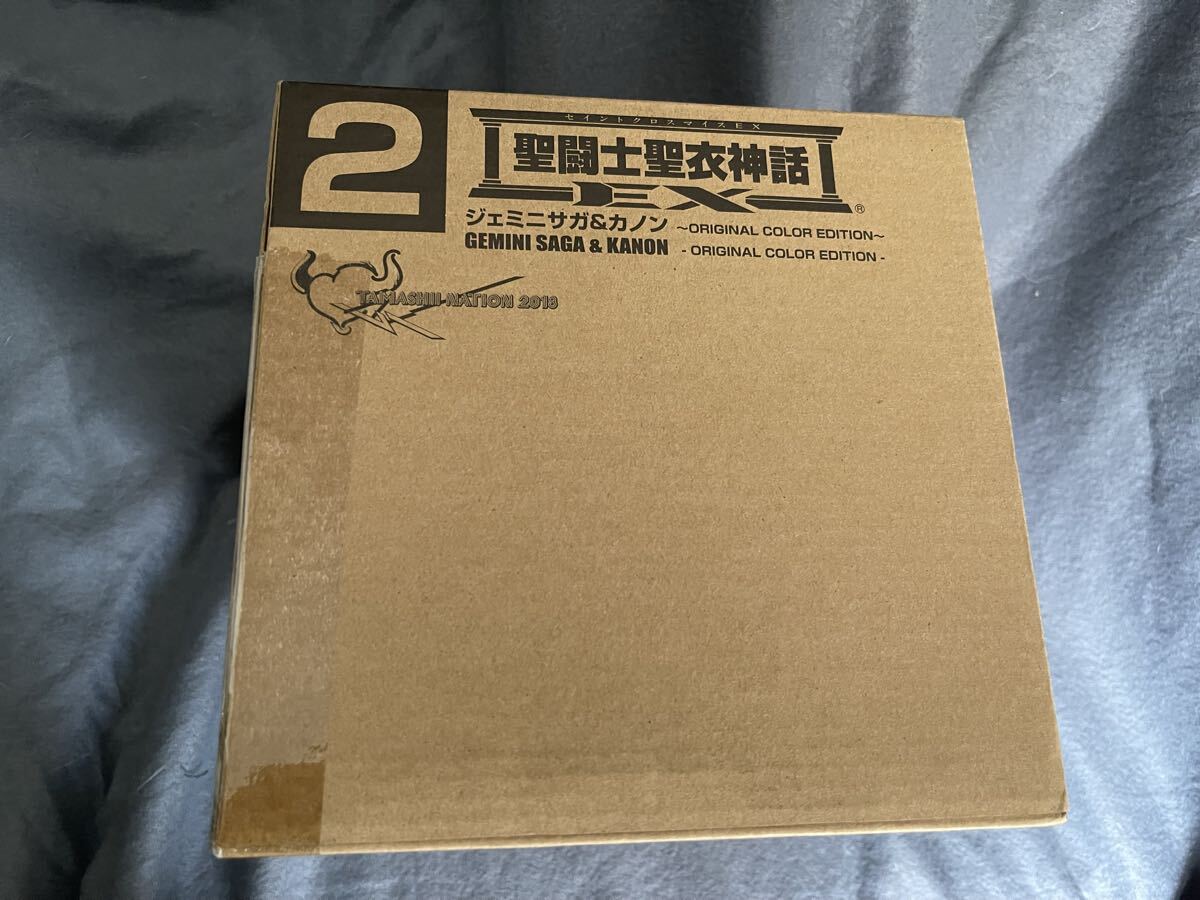 2
セイントクロスマイスEX
聖闘士聖衣神話
EX
®
ジェミニサガ&カノン ～ORIGINAL COLOR EDITION～
GEMINI SAGA & KANON - ORIGINAL COLOR EDITION -
TAMASHII NATION 2013